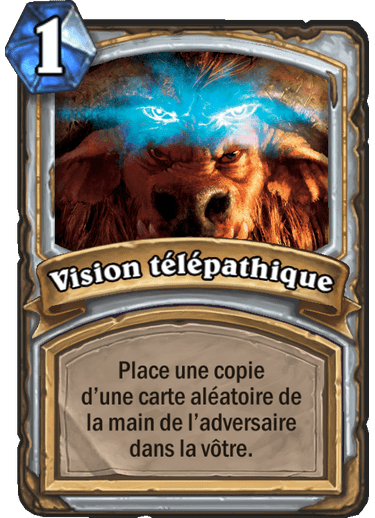 1
Vision télépathique
Place une copie
d’une carte aléatoire de
la main de l’adversaire
dans la vôtre.